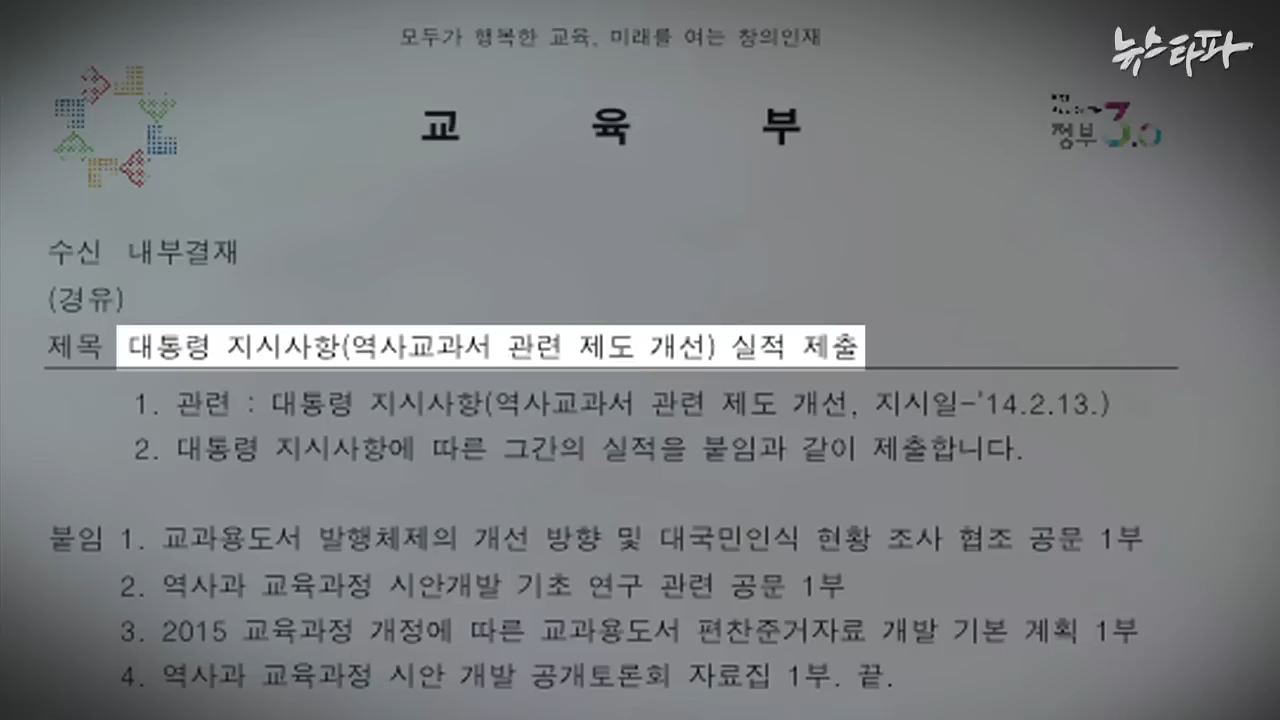 모두가 행복한 교육, 미래를 여는 창의인재
뉴스타파
교 육 부
정부3.0
수신 내부결재
(경유)
제목 대통령 지시사항(역사교과서 관련 제도 개선) 실적 제출
1. 관련 : 대통령 지시사항(역사교과서 관련 제도 개선, 지시일-'14.2.13.)
2. 대통령 지시사항에 따른 그간의 실적을 붙임과 같이 제출합니다.
붙임 1. 교과용도서 발행체제의 개선 방향 및 대국민인식 현황 조사 협조 공문 1부
2. 역사과 교육과정 시안개발 기초 연구 관련 공문 1부
3. 2015 교육과정 개정에 따른 교과용도서 편찬준거자료 개발 기본 계획 1부
4. 역사과 교육과정 시안 개발 공개토론회 자료집 1부. 끝.